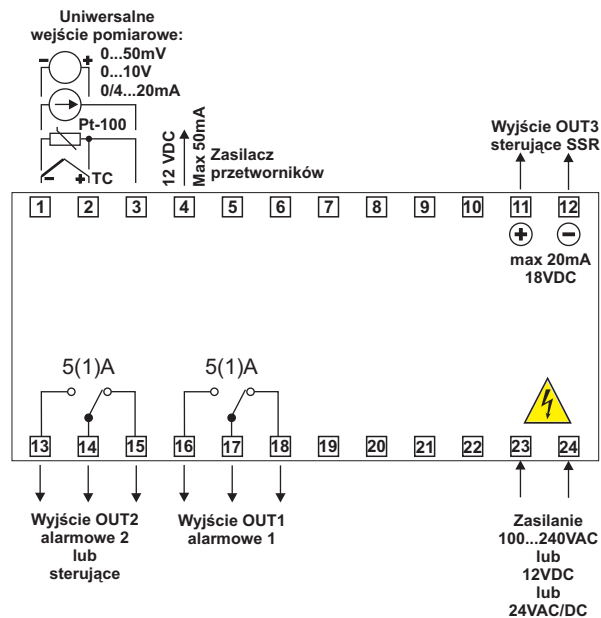 Uniwersalne
wejście pomiarowe:
- + 0...50mV
0...10V
0/4...20mA
Pt-100
- + TC
12 VDC
Max 50mA
Zasilacz
przetworników
Wyjście OUT3
sterujące SSR
1 2 3 4 5 6 7 8 9 10 11 12
+ -
max 20mA
18VDC
5(1)A 5(1)A
13 14 15 16 17 18 19 20 21 22 23 24
Wyjście OUT2
alarmowe 2
lub
sterujące
Wyjście OUT1
alarmowe 1
Zasilanie
100...240VAC
lub
12VDC
lub
24VAC/DC